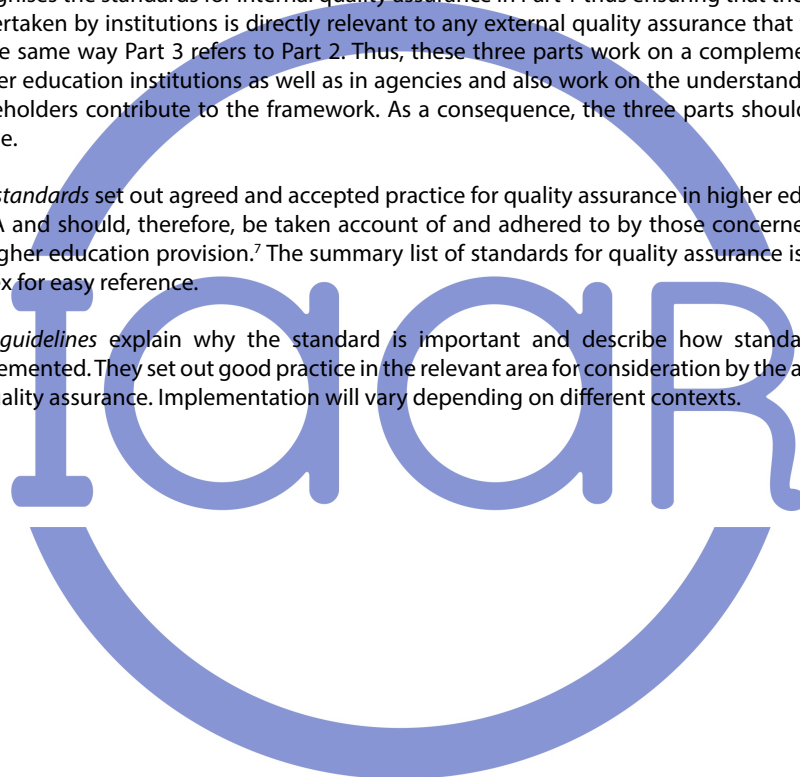 gnises the standards for internal quality assurance in Part 1 thus ensuring that the
ertaken by institutions is directly relevant to any external quality assurance that
e same way Part 3 refers to Part 2. Thus, these three parts work on a compleme
er education institutions as well as in agencies and also work on the understand
eholders contribute to the framework. As a consequence, the three parts shoul
e.
standards set out agreed and accepted practice for quality assurance in higher ed
A and should, therefore, be taken account of and adhered to by those concerne
gher education provision.⁷ The summary list of standards for quality assurance is
ex for easy reference.
guidelines explain why the standard is important and describe how standa
emented. They set out good practice in the relevant area for consideration by the a
uality assurance. Implementation will vary depending on different contexts.
IaaR